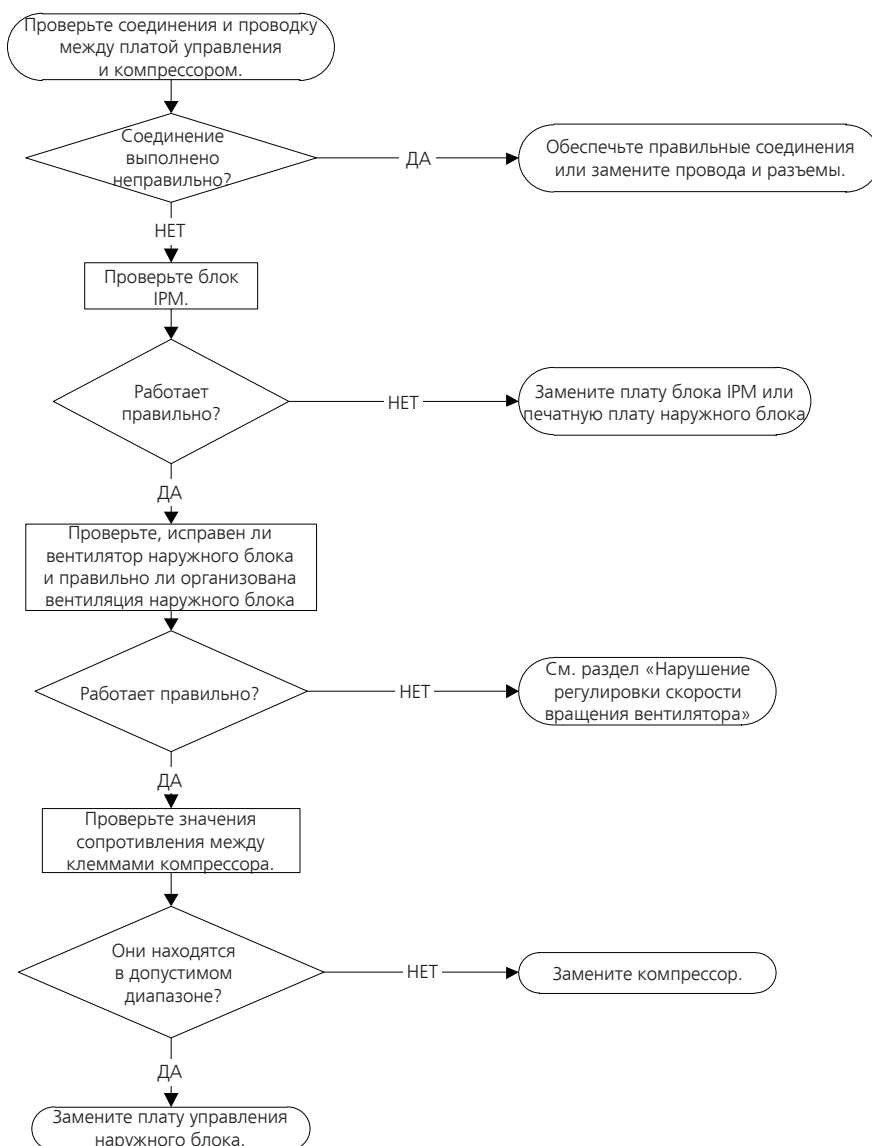 Проверьте соединения и проводку
между платой управления
и компрессором.
Соединение
выполнено
неправильно?
ДА
Обеспечьте правильные соединения
или замените провода и разъемы.
НЕТ
Проверьте блок
IPM.
Работает
правильно?
НЕТ
Замените плату блока IPM или
печатную плату наружного блока
ДА
Проверьте, исправен ли
вентилятор наружного блока
и правильно ли организована
вентиляция наружного блока
Работает правильно?
НЕТ
См. раздел «Нарушение
регулировки скорости
вращения вентилятора»
ДА
Проверьте значения
сопротивления между
клеммами компрессора.
Они находятся
в допустимом
диапазоне?
НЕТ
Замените компрессор.
ДА
Замените плату управления
наружного блока.